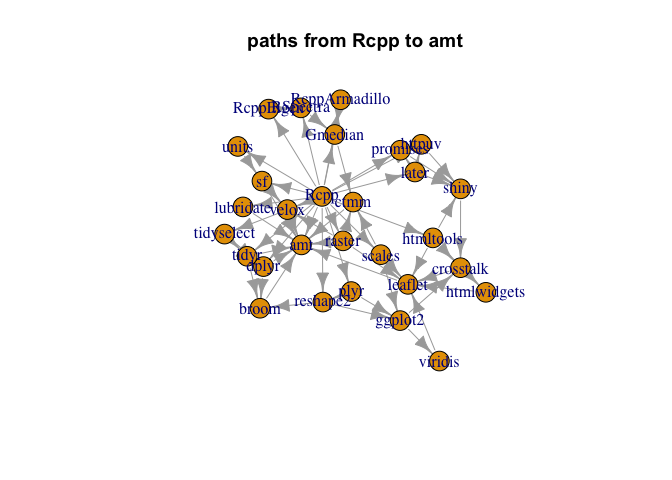 paths from Rcpp to amt
RcppArmadillo
RcppEigen
RSpectra
Gmedian
units
promises
httpuv
later
shiny
sf
Rcpp
ctmm
lubridate
velox
tidyselect
amt
raster
htmltools
tidyr
dplyr
scales
crosstalk
leaflet
htmlwidgets
plyr
broom
reshape2
ggplot2
viridis